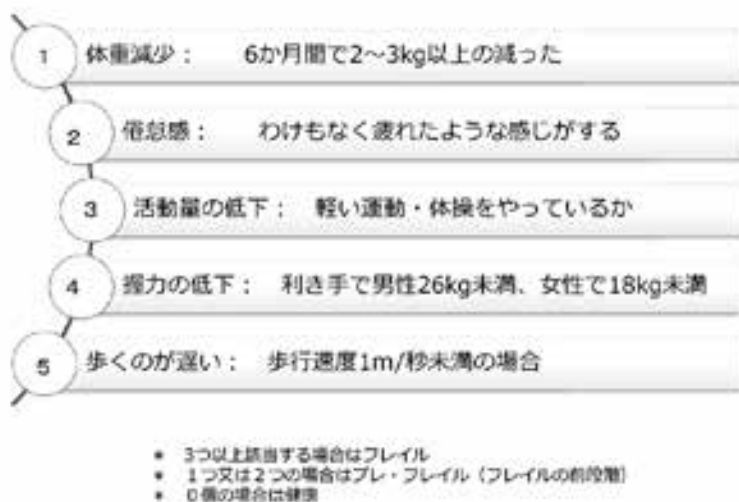 1 体重減少： 6か月間で2～3kg以上の減った
2 倦怠感： わけもなく疲れたような感じがする
3 活動量の低下： 軽い運動・体操をやっているか
4 握力の低下： 利き手で男性26kg未満、女性で18kg未満
5 歩くのが遅い： 歩行速度1m/秒未満の場合
• 3つ以上該当する場合はフレイル
• 1つ又は2つの場合はプレ・フレイル（フレイルの前段階）
• 0個の場合は健康